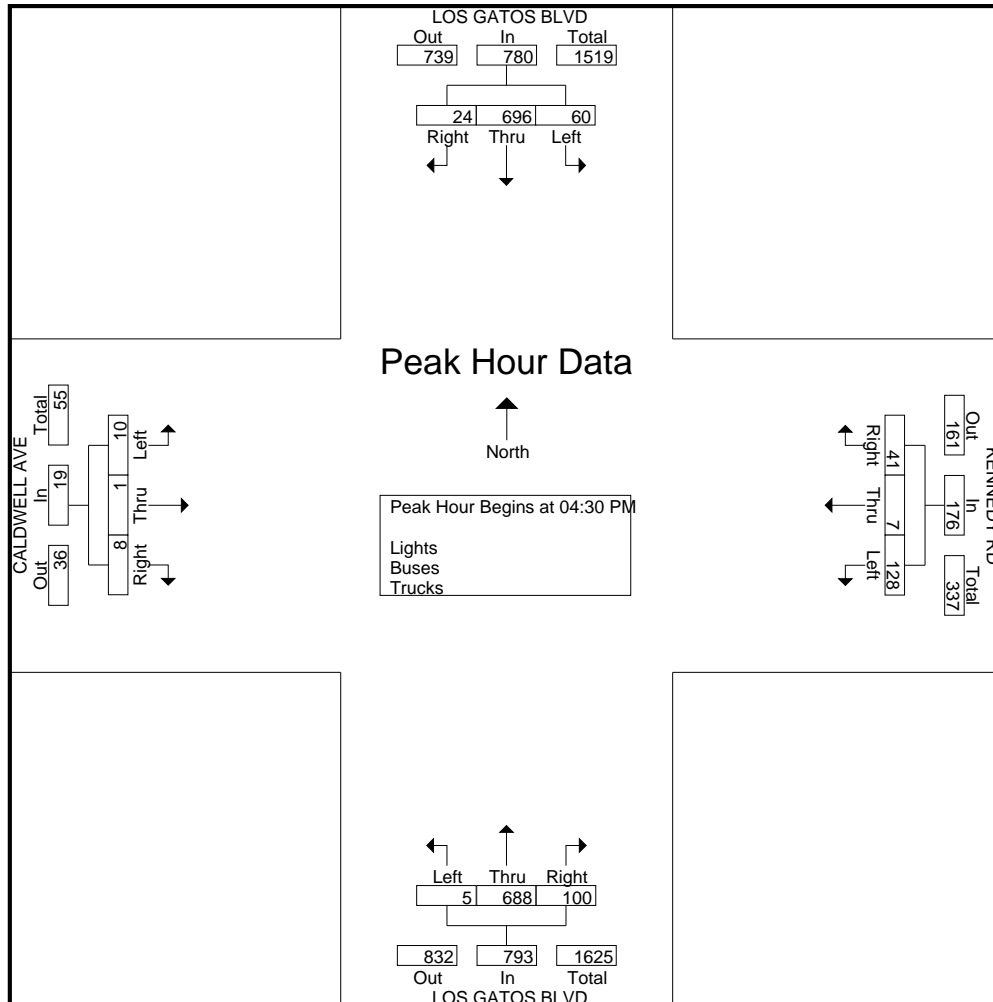 LOS GATOS BLVD
Out In Total
739 780 1519
24 696 60
Right Thru Left
Peak Hour Data
North
Peak Hour Begins at 04:30 PM
Lights
Buses
Trucks
CALDWELL AVE
Total In Out
55 19 36
10 1 8
Left Thru Right
KENNEDY RD
Out In Total
161 176 337
41 7 128
Right Thru Left
Left Thru Right
5 688 100
832 793 1625
Out In Total
LOS GATOS BLVD